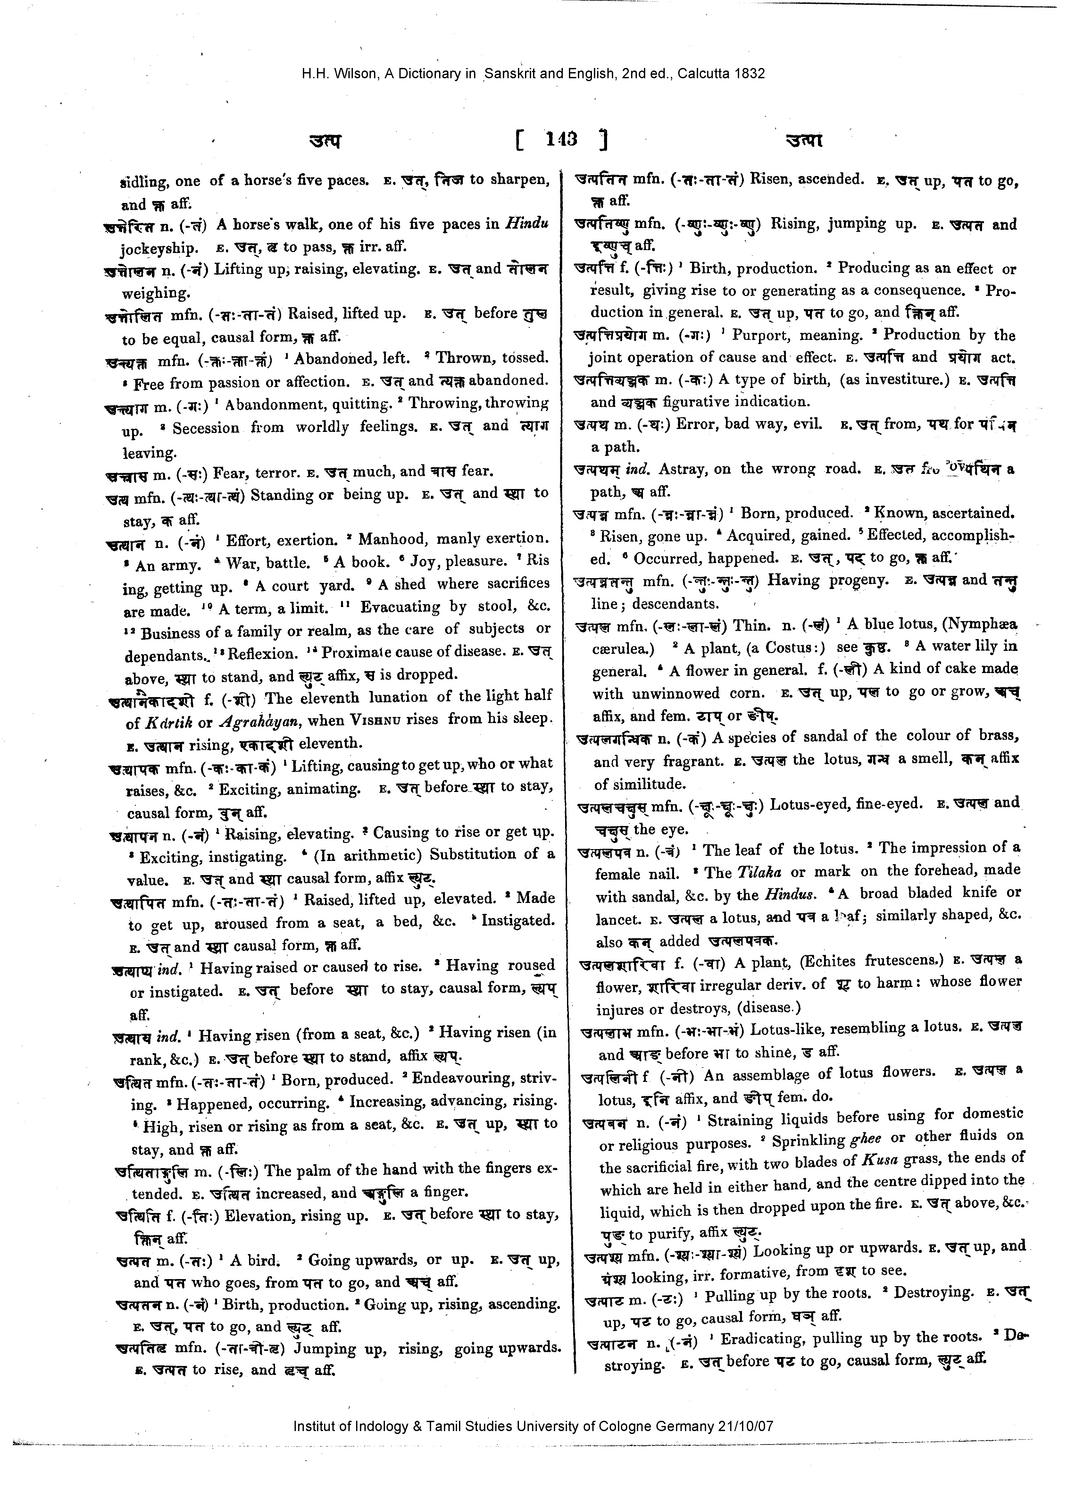 H.H. Wilson, A Dictionary in Sanskrit and English, 2nd ed., Calcutta 1832
उत्प [ 143 ] उत्पा
sidling, one of a horse's five paces. E. उत्, तिज to sharpen,
and क्त aff.
उत्तेरित n. (-तं) A horse's walk, one of his five paces in Hindu
jockeyship. E. उत्, तॄ to pass, क्त irr. aff.
उत्तोलन n. (-नं) Lifting up, raising, elevating. E. उत् and तोलन
weighing.
उत्तोलित mfn. (-तः-ता-तं) Raised, lifted up. E. उत् before तुल
to be equal, causal form, क्त aff.
उत्त्यक्त mfn. (-क्तः-क्ता-क्तं) ¹ Abandoned, left. ² Thrown, tossed.
³ Free from passion or affection. E. उत् and त्यक्त abandoned.
उत्त्याग m. (-गः) ¹ Abandonment, quitting. ² Throwing, throwing
up. ³ Secession from worldly feelings. E. उत् and त्याग
leaving.
उत्त्रास m. (-सः) Fear, terror. E. उत् much, and त्रास fear.
उत्थ mfn. (-त्थः-त्था-त्थं) Standing or being up. E. उत् and स्था to
stay, क aff.
उत्थान n. (-नं) ¹ Effort, exertion. ² Manhood, manly exertion.
³ An army. ⁴ War, battle. ⁵ A book. ⁶ Joy, pleasure. ⁷ Ris
ing, getting up. ⁸ A court yard. ⁹ A shed where sacrifices
are made. ¹⁰ A term, a limit. ¹¹ Evacuating by stool, &c.
¹² Business of a family or realm, as the care of subjects or
dependants. ¹³ Reflexion. ¹⁴ Proximate cause of disease. E. उत्
above, स्था to stand, and ल्युट् affix, स is dropped.
उत्थानैकादशी f. (-शी) The eleventh lunation of the light half
of Kártik or Agraháyan, when VISHNU rises from his sleep.
E. उत्थान rising, एकादशी eleventh.
उत्थापक mfn. (-कः-का-कं) ¹ Lifting, causing to get up, who or what
raises, &c. ² Exciting, animating. E. उत् before स्था to stay,
causal form, वुन् aff.
उत्थापन n. (-नं) ¹ Raising, elevating. ² Causing to rise or get up.
³ Exciting, instigating. ⁴ (In arithmetic) Substitution of a
value. E. उत् and स्था causal form, affix ल्युट्.
उत्थापित mfn. (-तः-ता-तं) ¹ Raised, lifted up, elevated. ² Made
to get up, aroused from a seat, a bed, &c. ³ Instigated.
E. उत् and स्था causal form, क्त aff.
उत्थाप्य ind. ¹ Having raised or caused to rise. ² Having roused
or instigated. E. उत् before स्था to stay, causal form, ल्यप्
aff.
उत्थाय ind. ¹ Having risen (from a seat, &c.) ² Having risen (in
rank, &c.) E. उत् before स्था to stand, affix ल्यप्.
उत्थित mfn. (-तः-ता-तं) ¹ Born, produced. ² Endeavouring, striv-
ing. ³ Happened, occurring. ⁴ Increasing, advancing, rising.
⁵ High, risen or rising as from a seat, &c. E. उत् up, स्था to
stay, and क्त aff.
उत्थिताङ्गुलि m. (-लिः) The palm of the hand with the fingers ex-
tended. E. उत्थित increased, and अङ्गुलि a finger.
उत्थिति f. (-तिः) Elevation, rising up. E. उत् before स्था to stay,
क्तिन् aff.
उत्पत m. (-तः) ¹ A bird. ² Going upwards, or up. E. उत् up,
and पत who goes, from पत to go, and अच् aff.
उत्पतन n. (-नं) ¹ Birth, production. ² Going up, rising, ascending.
E. उत्, पत to go, and ल्युट् aff.
उत्पतितृ mfn. (-ता-त्री-तृ) Jumping up, rising, going upwards.
E. उत्पत to rise, and तृच् aff.
उत्पतित mfn. (-तः-ता-तं) Risen, ascended. E. उत् up, पत to go,
क्त aff.
उत्पतिष्णु mfn. (-ष्णुः-ष्णुः-ष्णु) Rising, jumping up. E. उत्पत and
इष्णुच् aff.
उत्पत्ति f. (-त्तिः) ¹ Birth, production. ² Producing as an effect or
result, giving rise to or generating as a consequence. ³ Pro-
duction in general. E. उत् up, पत to go, and क्तिन् aff.
उत्पत्तिप्रयोग m. (-गः) ¹ Purport, meaning. ² Production by the
joint operation of cause and effect. E. उत्पत्ति and प्रयोग act.
उत्पत्तिव्यञ्जक m. (-कः) A type of birth, (as investiture.) E. उत्पत्ति
and व्यञ्जक figurative indication.
उत्पथ m. (-थः) Error, bad way, evil. E. उत् from, पथ for
a path.
उत्पथम् ind. Astray, on the wrong road. E. उत पथिन a
path, अ aff.
उत्पन्न mfn. (-न्नः-न्ना-न्नं) ¹ Born, produced. ² Known, ascertained.
³ Risen, gone up. ⁴ Acquired, gained. ⁵ Effected, accomplish-
ed. ⁶ Occurred, happened. E. उत्, पद् to go, क्त aff.
उत्पन्नतन्तु mfn. (-न्तुः-न्तुः-न्तु) Having progeny. E. उत्पन्न and तन्तु
line; descendants.
उत्पल mfn. (-लः-ला-लं) Thin. n. (-लं) ¹ A blue lotus, (Nymphæa
cærulea.) ² A plant, (a Costus:) see कुष्ठ. ³ A water lily in
general. ⁴ A flower in general. f. (-ली) A kind of cake made
with unwinnowed corn. E. उत् up, पल to go or grow, अच्
affix, and fem. टाप् or ङीष्.
उत्पलगन्धिक n. (-कं) A species of sandal of the colour of brass,
and very fragrant. E. उत्पल the lotus, गन्ध a smell, कन् affix
of similitude.
उत्पलचक्षुस् mfn. (-क्षूः-क्षूः-क्षुः) Lotus-eyed, fine-eyed. E. उत्पल and
चक्षुस् the eye.
उत्पलपत्र n. (-त्रं) ¹ The leaf of the lotus. ² The impression of a
female nail. ³ The Tilaka or mark on the forehead, made
with sandal, &c. by the Hindus. ⁴ A broad bladed knife or
lancet. E. उत्पल a lotus, and पत्र a leaf; similarly shaped, &c.
also कन् added उत्पलपत्रक.
उत्पलशारिवा f. (-वा) A plant, (Echites frutescens.) E. उत्पल a
flower, शारिवा irregular deriv. of शॄ to harm: whose flower
injures or destroys, (disease.)
उत्पलाभ mfn. (-भः-भा-भं) Lotus-like, resembling a lotus. E. उत्पल
and आङ् before भा to shine, ड aff.
उत्पलिनी f (-नी) An assemblage of lotus flowers. E. उत्पल a
lotus, इनि affix, and ङीप् fem. do.
उत्पवन n. (-नं) ¹ Straining liquids before using for domestic
or religious purposes. ² Sprinkling ghee or other fluids on
the sacrificial fire, with two blades of Kusa grass, the ends of
which are held in either hand, and the centre dipped into the
liquid, which is then dropped upon the fire. E. उत् above, &c.
पूङ् to purify, affix ल्युट्.
उत्पश्य mfn. (-श्यः-श्या-श्यं) Looking up or upwards. E. उत् up, and
पश्य looking, irr. formative, from दृश् to see.
उत्पाट m. (-टः) ¹ Pulling up by the roots. ² Destroying. E. उत्
up, पट to go, causal form, घञ् aff.
उत्पाटन n. (-नं) ¹ Eradicating, pulling up by the roots. ² De-
stroying. E. उत् before पट to go, causal form, ल्युट् aff.
Institut of Indology & Tamil Studies University of Cologne Germany 21/10/07